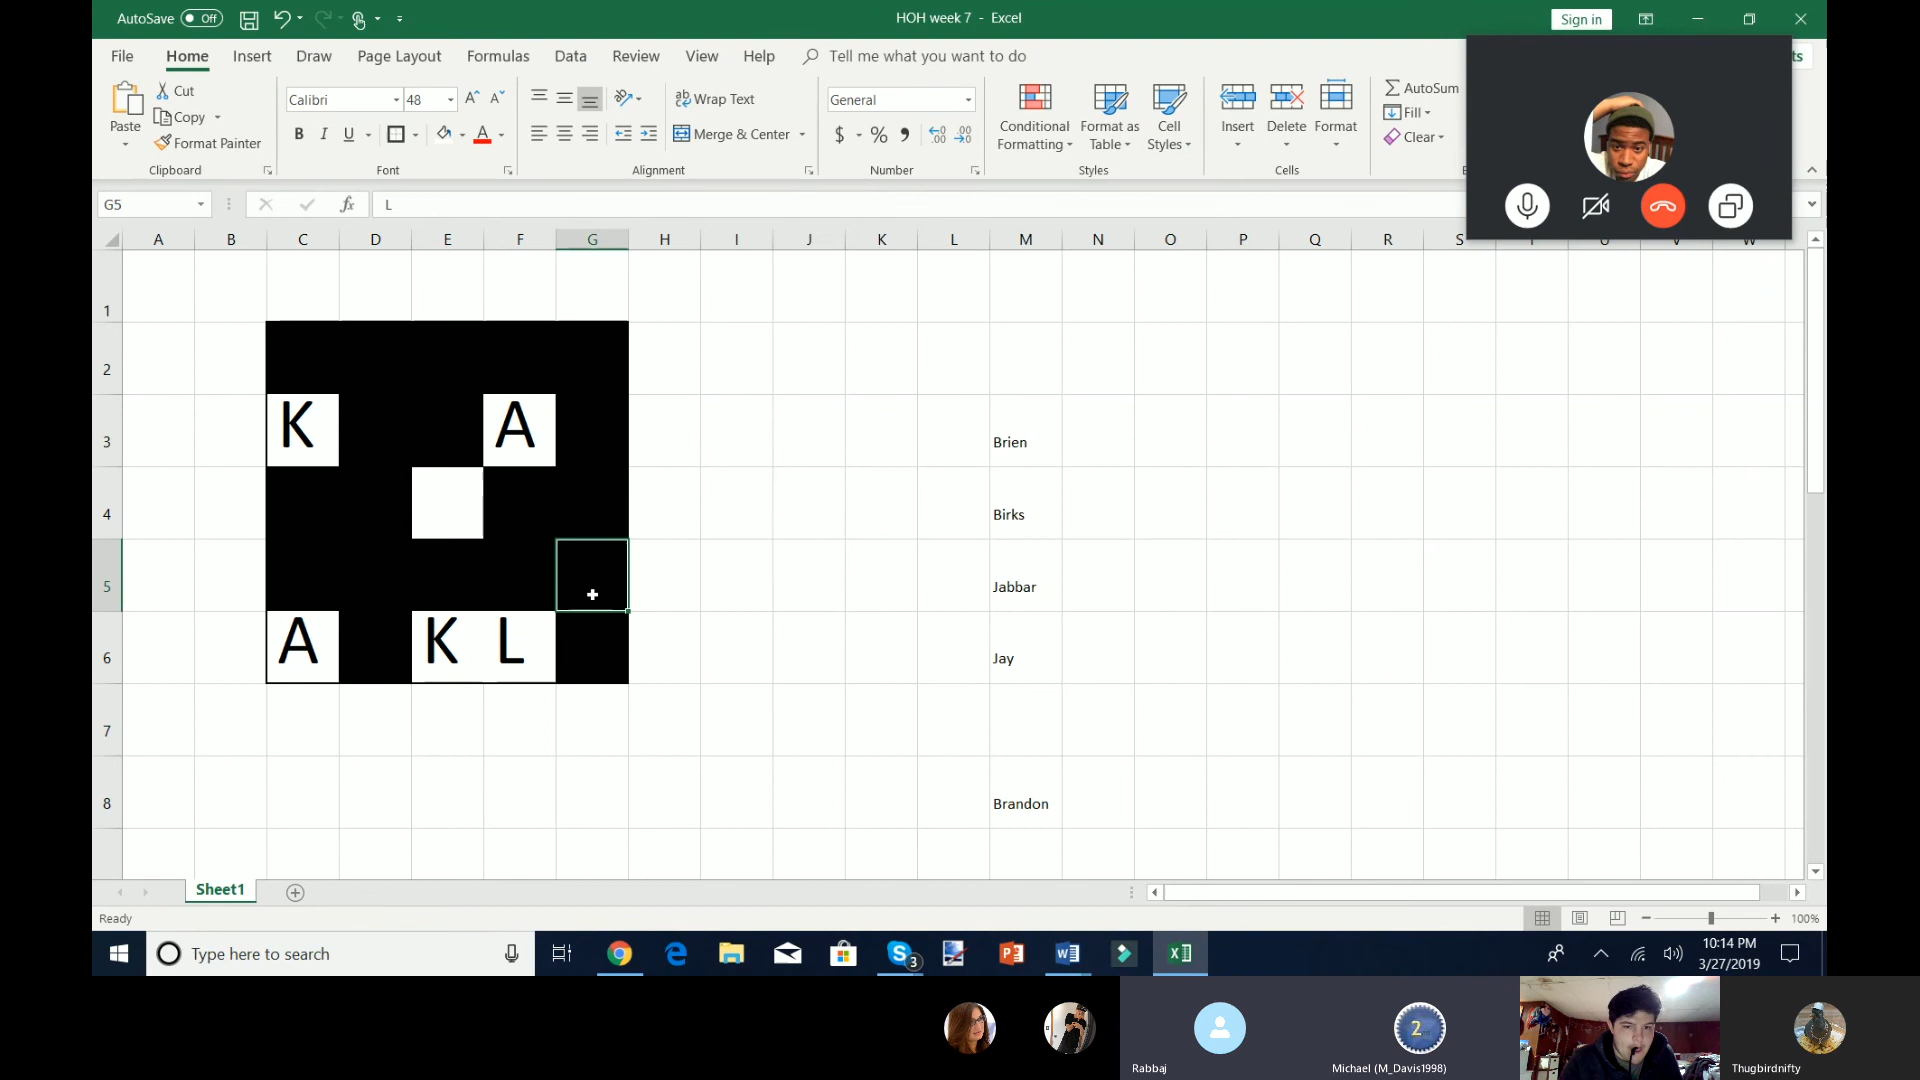 AutoSave Off HOH week 7 - Excel Sign in
File Home Insert Draw Page Layout Formulas Data Review View Help Tell me what you want to do ts
Paste Cut Copy Format Painter
Clipboard
Calibri 48 A A
B I U A
Font
ab Wrap Text
Merge & Center
Alignment
General
$ % ,
Number
Conditional Formatting
Format as Table
Cell Styles
Styles
Insert Delete Format
Cells
AutoSum
Fill
Clear
G5 fx L
A B C D E F G H I J K L M N O P Q R S T U V W
1
2
3 K A Brien
4 Birks
5 Jabbar
6 A K L Jay
7
8 Brandon
Sheet1
Ready 100%
Type here to search 3 10:14 PM
3/27/2019
2
Rabbaj Michael (M_Davis1998) Thugbirdnifty